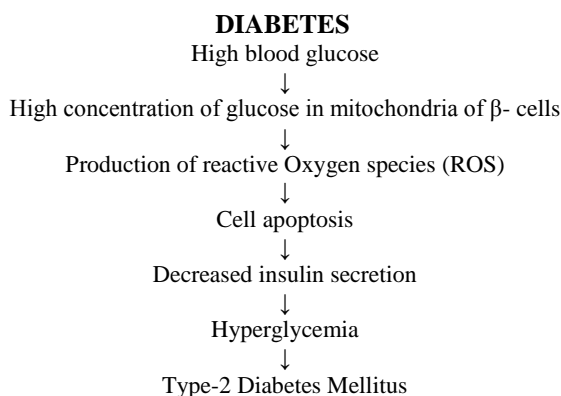 DIABETES
High blood glucose
↓
High concentration of glucose in mitochondria of β- cells
↓
Production of reactive Oxygen species (ROS)
↓
Cell apoptosis
↓
Decreased insulin secretion
↓
Hyperglycemia
↓
Type-2 Diabetes Mellitus